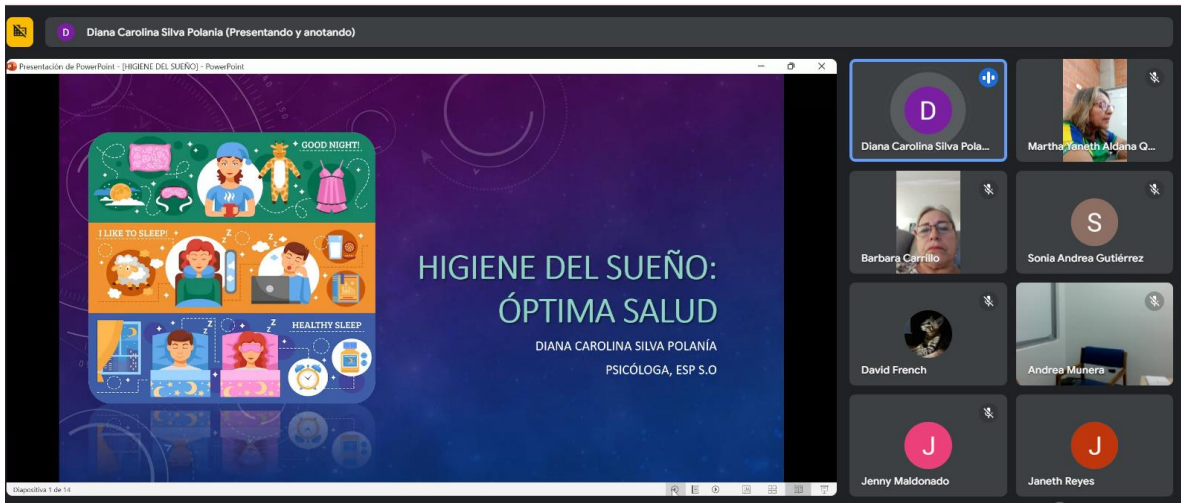 D Diana Carolina Silva Polania (Presentando y anotando)
Presentación de PowerPoint - [HIGIENE DEL SUEÑO] - PowerPoint
GOOD NIGHT!
I LIKE TO SLEEP!
HEALTHY SLEEP
HIGIENE DEL SUEÑO:
ÓPTIMA SALUD
DIANA CAROLINA SILVA POLANÍA
PSICÓLOGA, ESP S.O
Diapositiva 1 de 14
D
Diana Carolina Silva Pola...
Martha Yaneth Aldana Q...
Barbara Carrillo
S
Sonia Andrea Gutiérrez
David French
Andrea Munera
J
Jenny Maldonado
J
Janeth Reyes